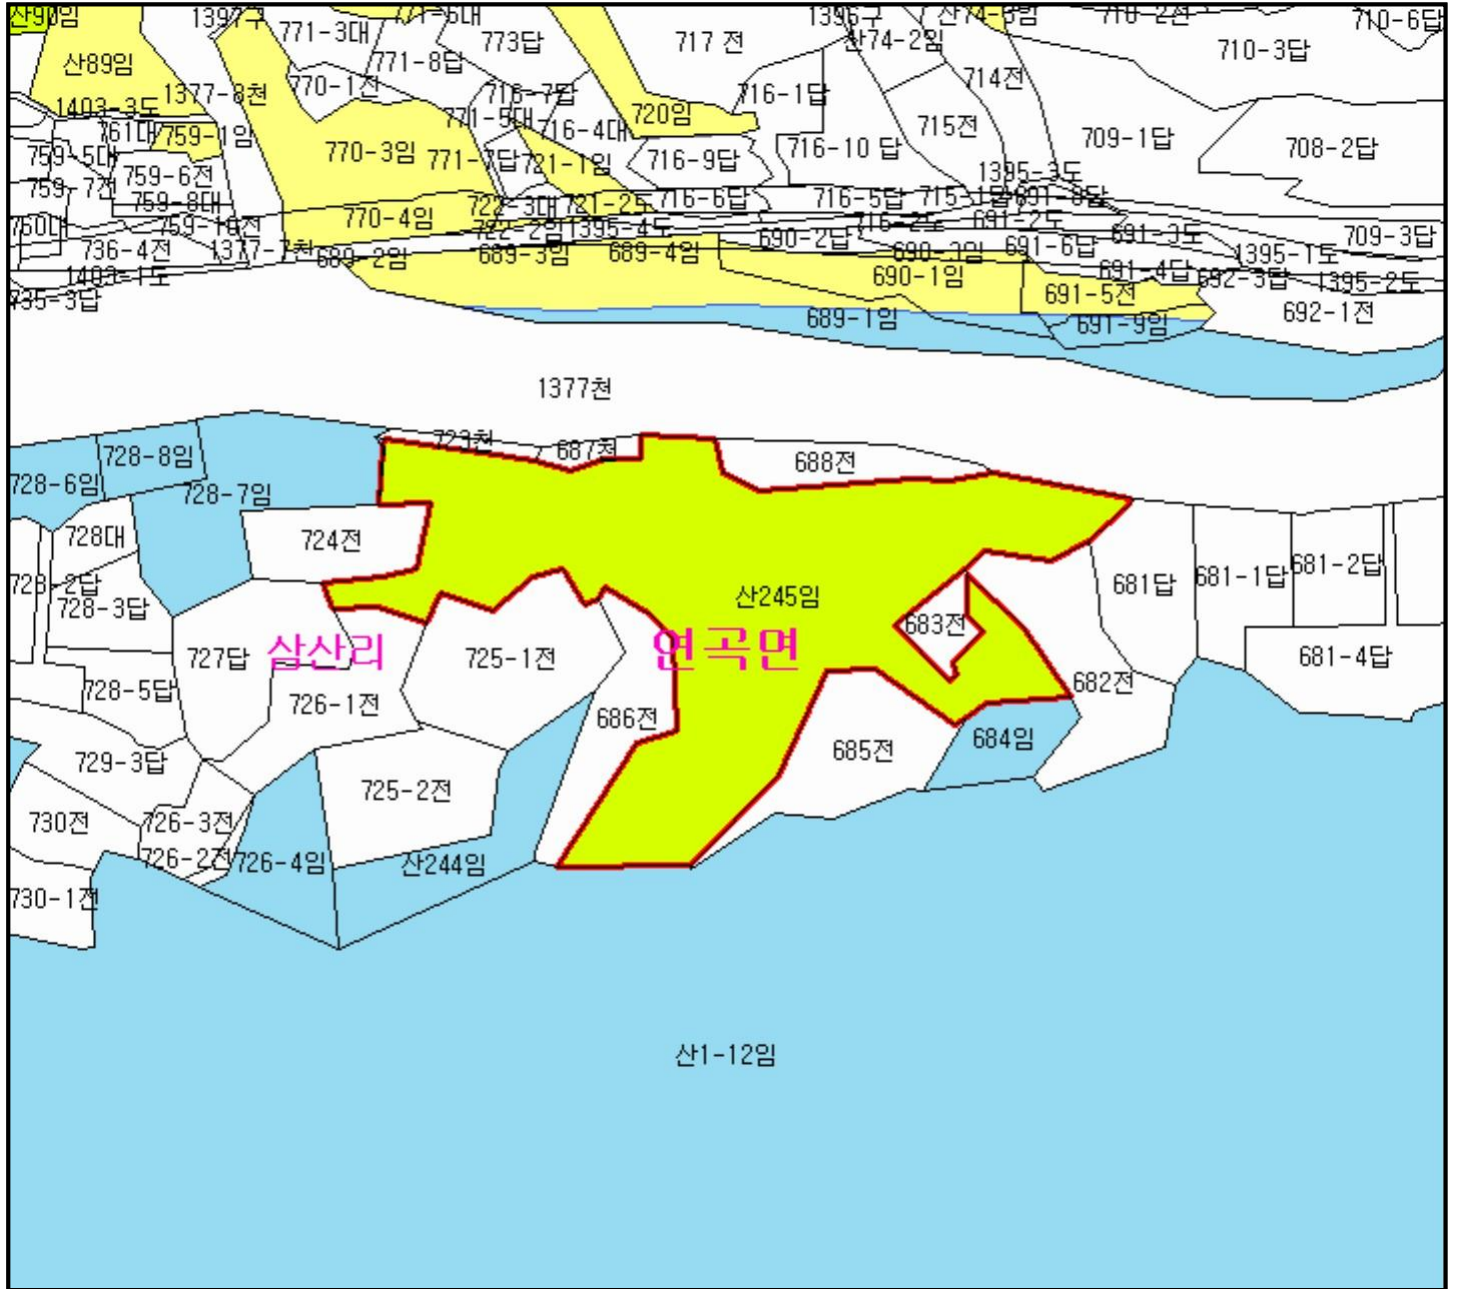 산90임
1397구
771-3대
771-6대
773답
717 전
1396구
산74-2임
산74-3임
710-2전
710-3답
710-6답
산89임
1377-8천
770-1전
771-8답
714전
1403-3도
761대
759-1임
716-7답
771-5대
716-4대
720임
716-1답
715전
709-1답
708-2답
759-5대
759-6전
770-3임
771-7답
721-1임
716-9답
716-10 답
1395-3도
759-7전
759-8대
716-6답
716-5답
691-8답
760대
770-4임
736-4전
1377-7천
1395-4도
690-2답
691-2도
691-3도
709-3답
1403-1도
689-2임
689-3임
689-4임
690-3임
691-6답
1395-1도
735-3답
690-1임
691-4답
692-3답
1395-2도
691-5전
689-1임
691-9임
692-1전
1377천
723천
687천
688전
728-8임
728-6임
728-7임
728대
724전
728-2답
728-3답
산245임
681답
681-1답
681-2답
683전
727답
삼산리
725-1전
연곡면
681-4답
728-5답
726-1전
686전
682전
729-3답
685전
684임
725-2전
730전
726-3전
726-2전
726-4임
산244임
730-1전
산1-12임